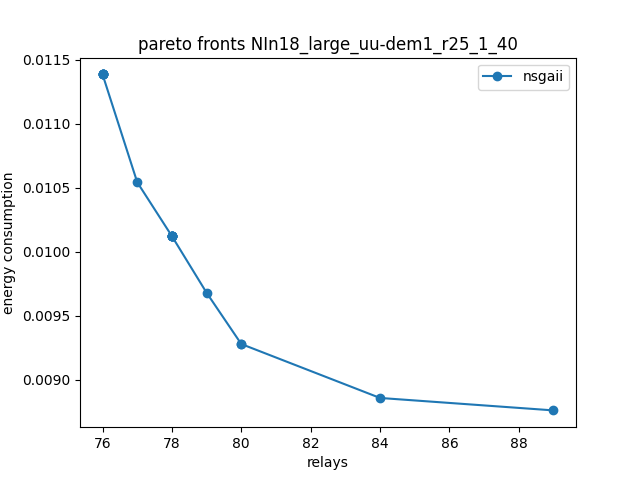 pareto fronts NIn18_large_uu-dem1_r25_1_40
nsgaii
0.0115
0.0110
0.0105
0.0100
0.0095
0.0090
energy consumption
76 78 80 82 84 86 88
relays